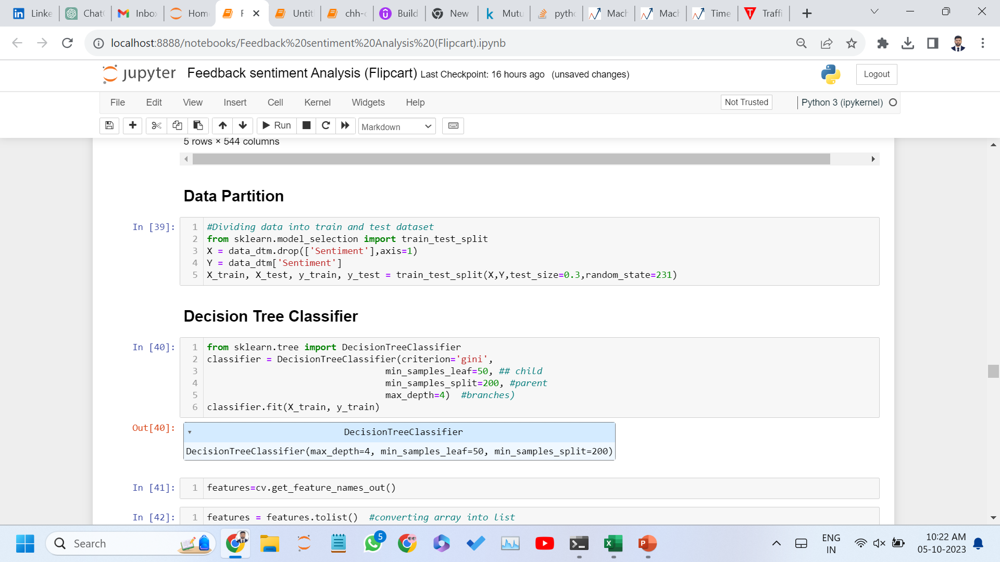 Linke
Chat
Inbo
Hom
F
Untit
chh-c
Build
New
Mutu
pytho
Mach
Mach
Time
Traffi
localhost:8888/notebooks/Feedback%20sentiment%20Analysis%20(Flipcart).ipynb
jupyter Feedback sentiment Analysis (Flipcart) Last Checkpoint: 16 hours ago (unsaved changes)
Logout
File Edit View Insert Cell Kernel Widgets Help
Not Trusted
Python 3 (ipykernel)
Run
Markdown
5 rows × 544 columns
Data Partition
In [39]:
1 #Dividing data into train and test dataset
2 from sklearn.model_selection import train_test_split
3 X = data_dtm.drop(['Sentiment'],axis=1)
4 Y = data_dtm['Sentiment']
5 X_train, X_test, y_train, y_test = train_test_split(X,Y,test_size=0.3,random_state=231)
Decision Tree Classifier
In [40]:
1 from sklearn.tree import DecisionTreeClassifier
2 classifier = DecisionTreeClassifier(criterion='gini',
3 min_samples_leaf=50, ## child
4 min_samples_split=200, #parent
5 max_depth=4) #branches)
6 classifier.fit(X_train, y_train)
Out[40]:
DecisionTreeClassifier
DecisionTreeClassifier(max_depth=4, min_samples_leaf=50, min_samples_split=200)
In [41]:
1 features=cv.get_feature_names_out()
In [42]:
1 features = features.tolist() #converting array into list
Search
5
ENG
IN
10:22 AM
05-10-2023